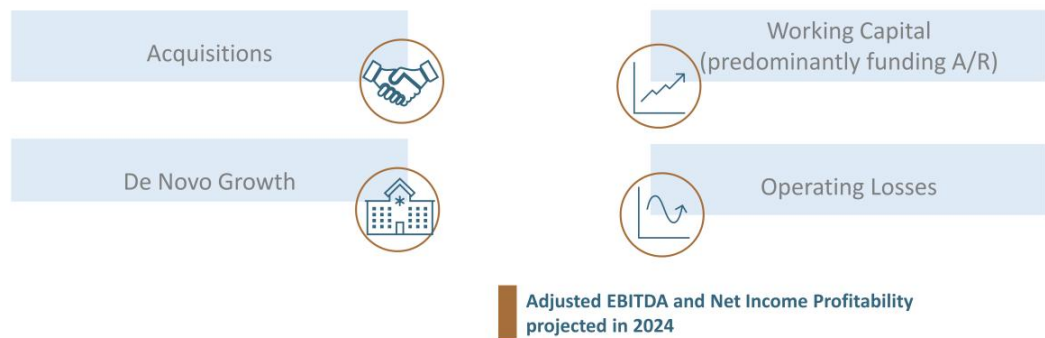 Acquisitions
De Novo Growth
Working Capital
(predominantly funding A/R)
Operating Losses
Adjusted EBITDA and Net Income Profitability
projected in 2024